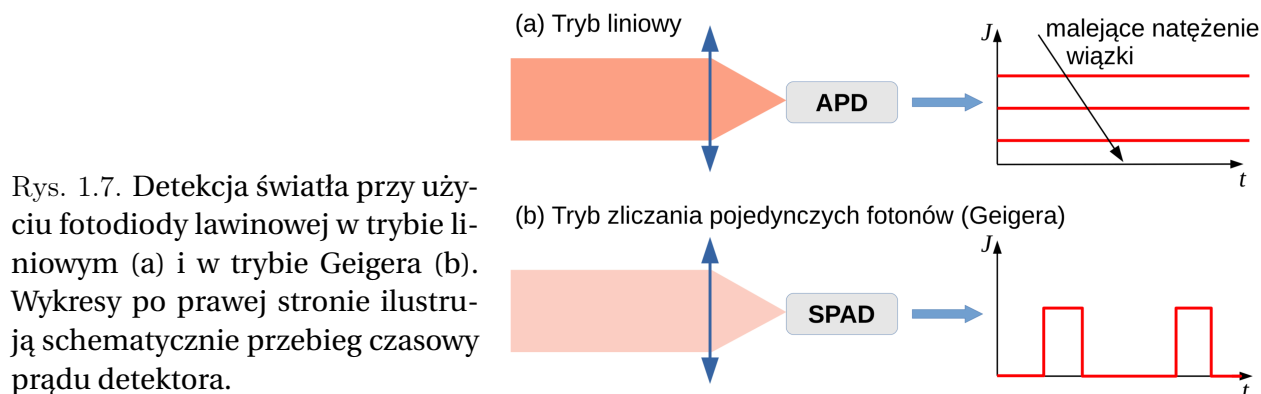 Rys. 1.7. Detekcja światła przy uży-
ciu fotodiody lawinowej w trybie li-
niowym (a) i w trybie Geigera (b).
Wykresy po prawej stronie ilustru-
ją schematycznie przebieg czasowy
prądu detektora.
(a) Tryb liniowy
APD
J
malejące natężenie
wiązki
t
(b) Tryb zliczania pojedynczych fotonów (Geigera)
SPAD
J
t